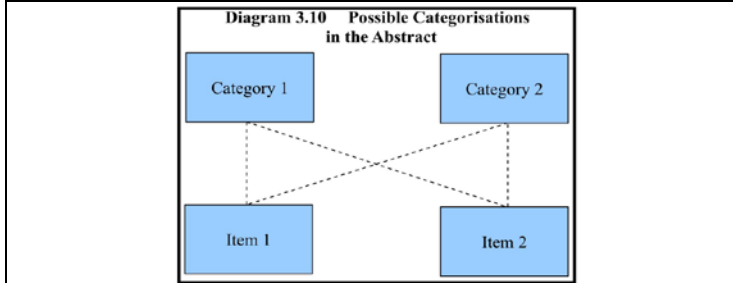 Diagram 3.10 Possible Categorisations
in the Abstract
Category 1
Category 2
Item 1
Item 2